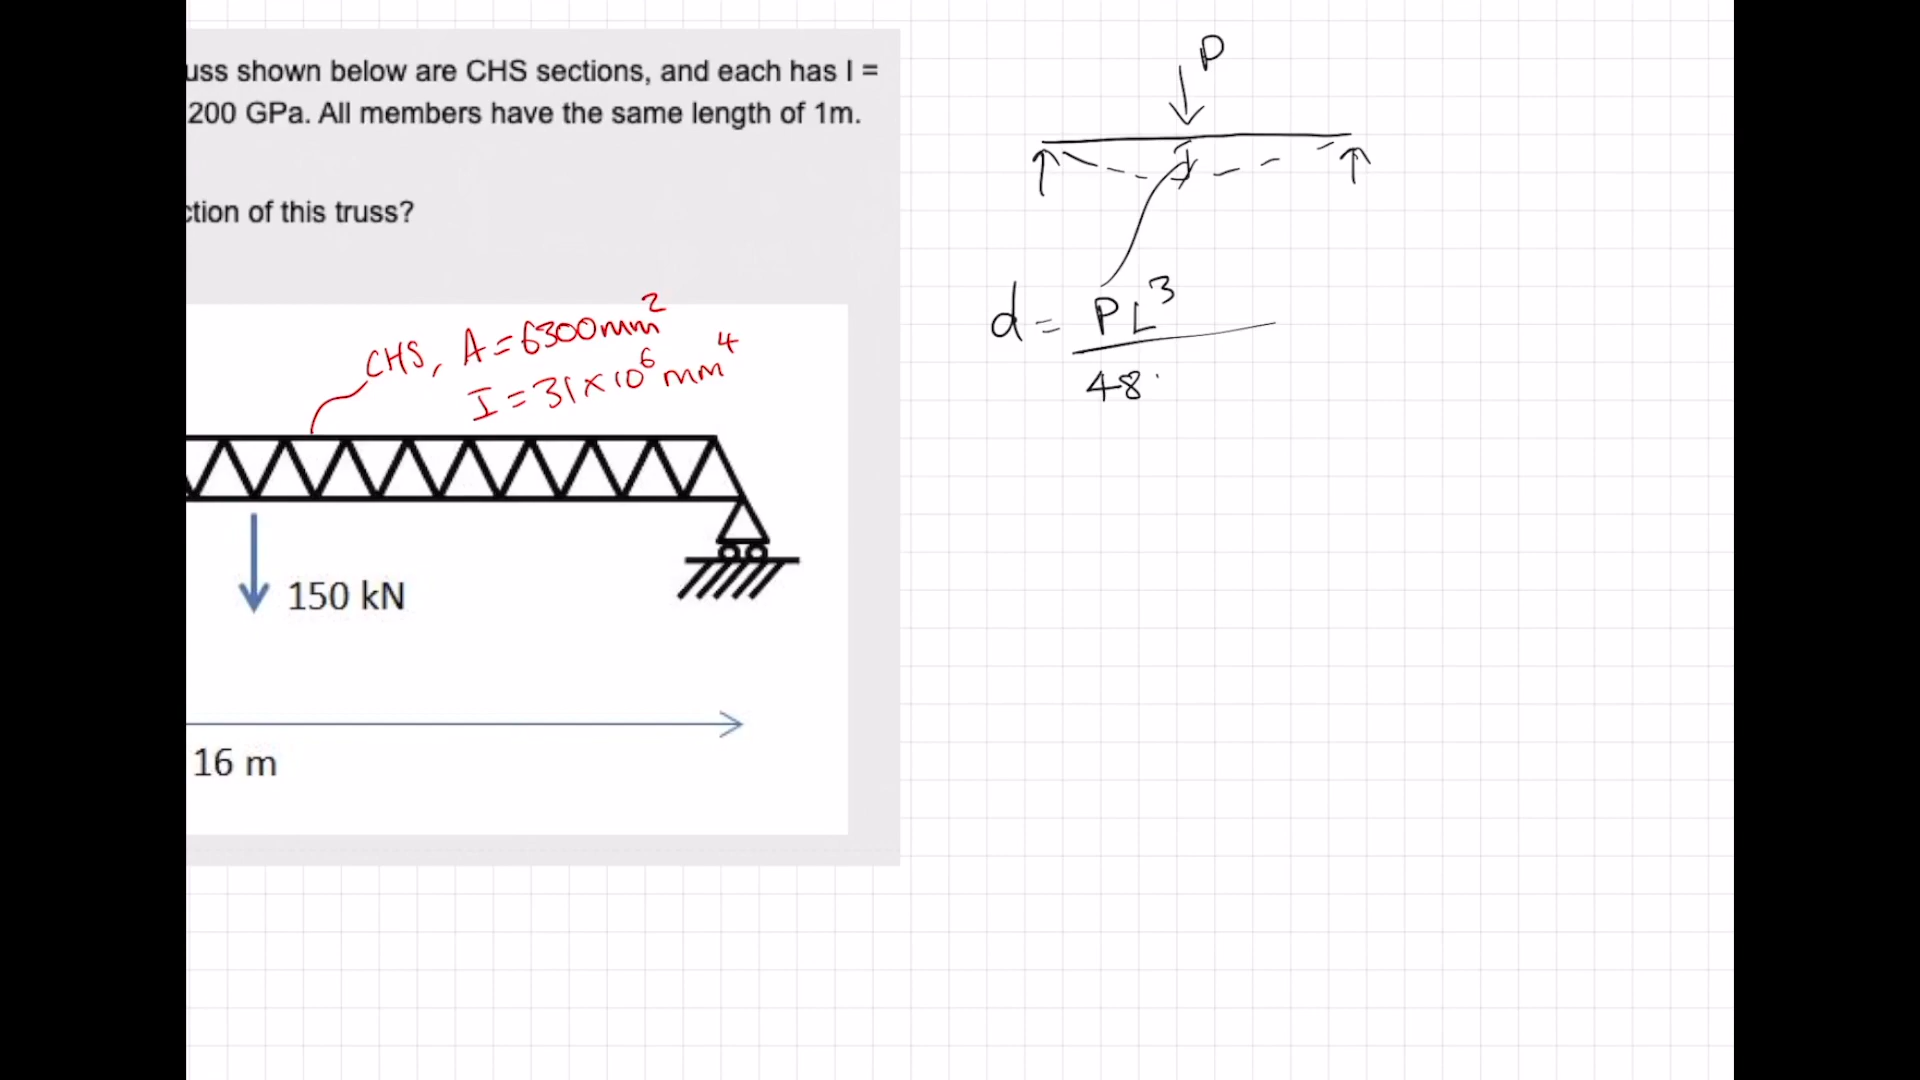 uss shown below are CHS sections, and each has I =
200 GPa. All members have the same length of 1m.
ction of this truss?
CHS, A = 6300mm²
I = 31 × 10⁶ mm⁴
150 kN
16 m
P
d
d = PL³
48